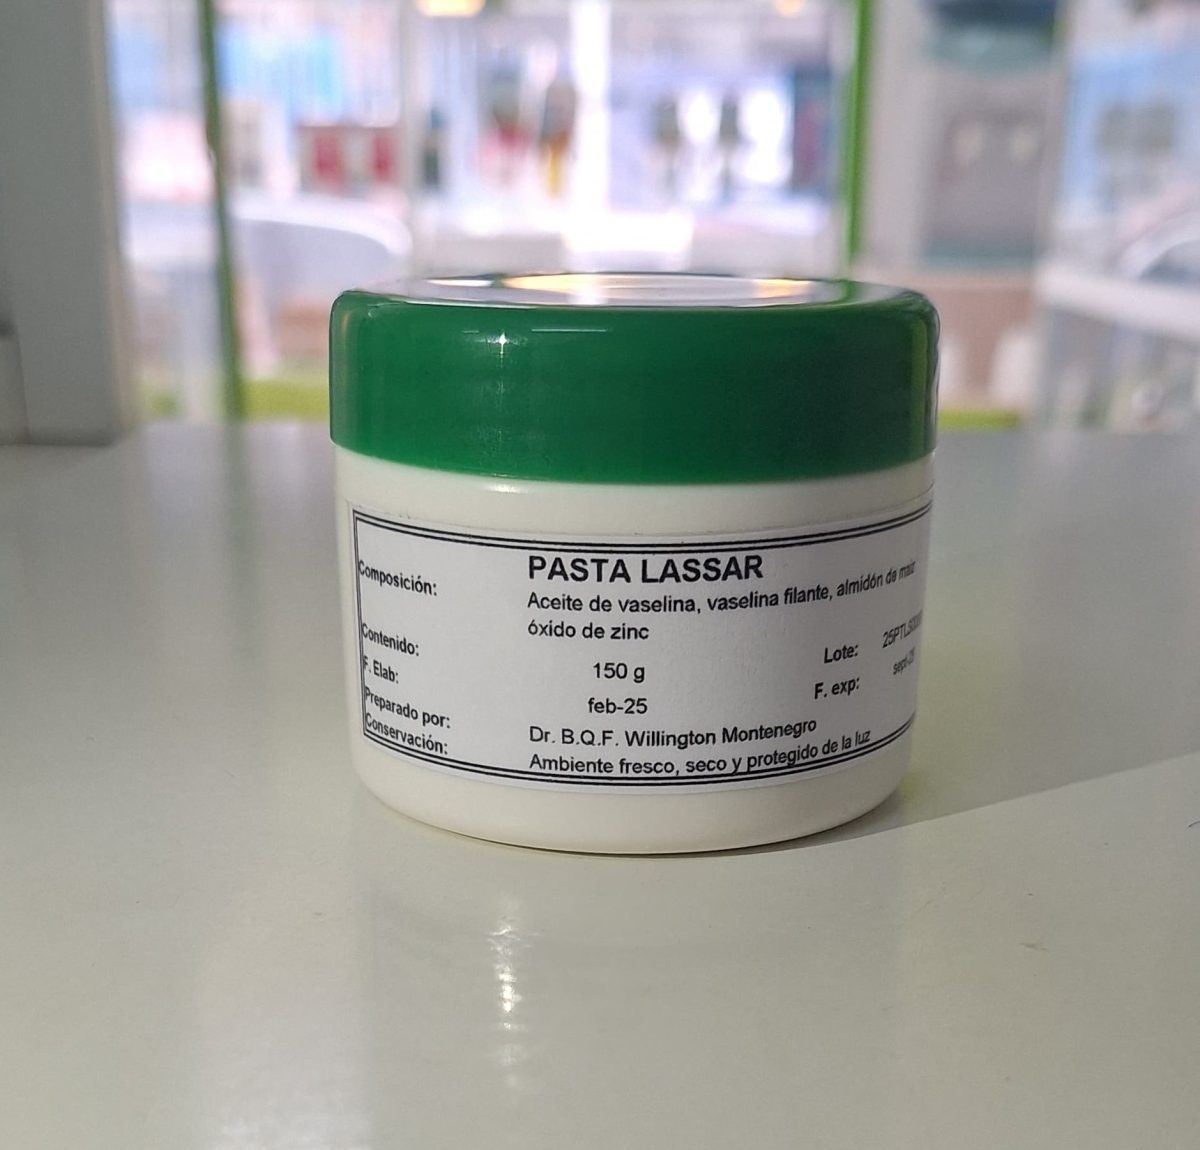 PASTA LASSAR
Composición: Aceite de vaselina, vaselina filante, almidón de maiz
óxido de zinc
Contenido: 150 g Lote:
F. Elab: feb-25 F. exp:
Preparado por: Dr. B.Q.F. Willington Montenegro
Conservación: Ambiente fresco, seco y protegido de la luz